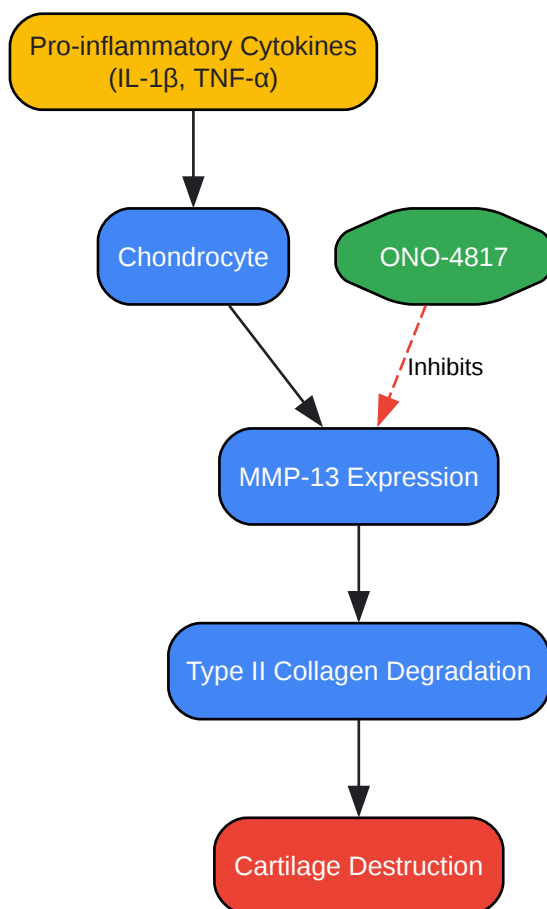 Pro-inflammatory Cytokines
(IL-1β, TNF-α)
Chondrocyte
ONO-4817
Inhibits
MMP-13 Expression
Type II Collagen Degradation
Cartilage Destruction